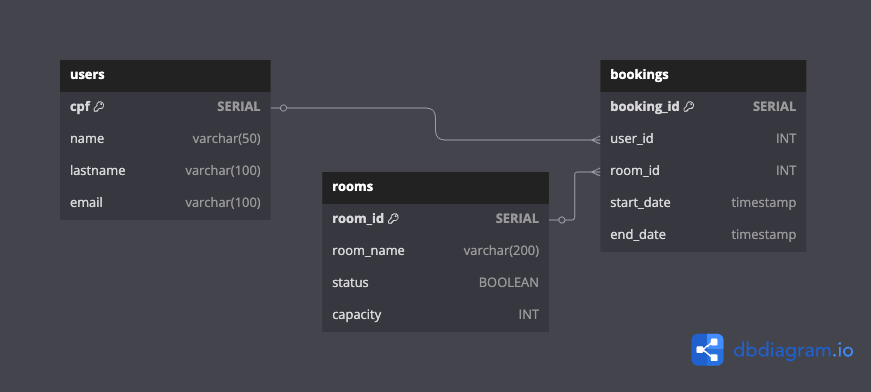 users
cpf SERIAL
name varchar(50)
lastname varchar(100)
email varchar(100)
rooms
room_id SERIAL
room_name varchar(200)
status BOOLEAN
capacity INT
bookings
booking_id SERIAL
user_id INT
room_id INT
start_date timestamp
end_date timestamp
dbdiagram.io